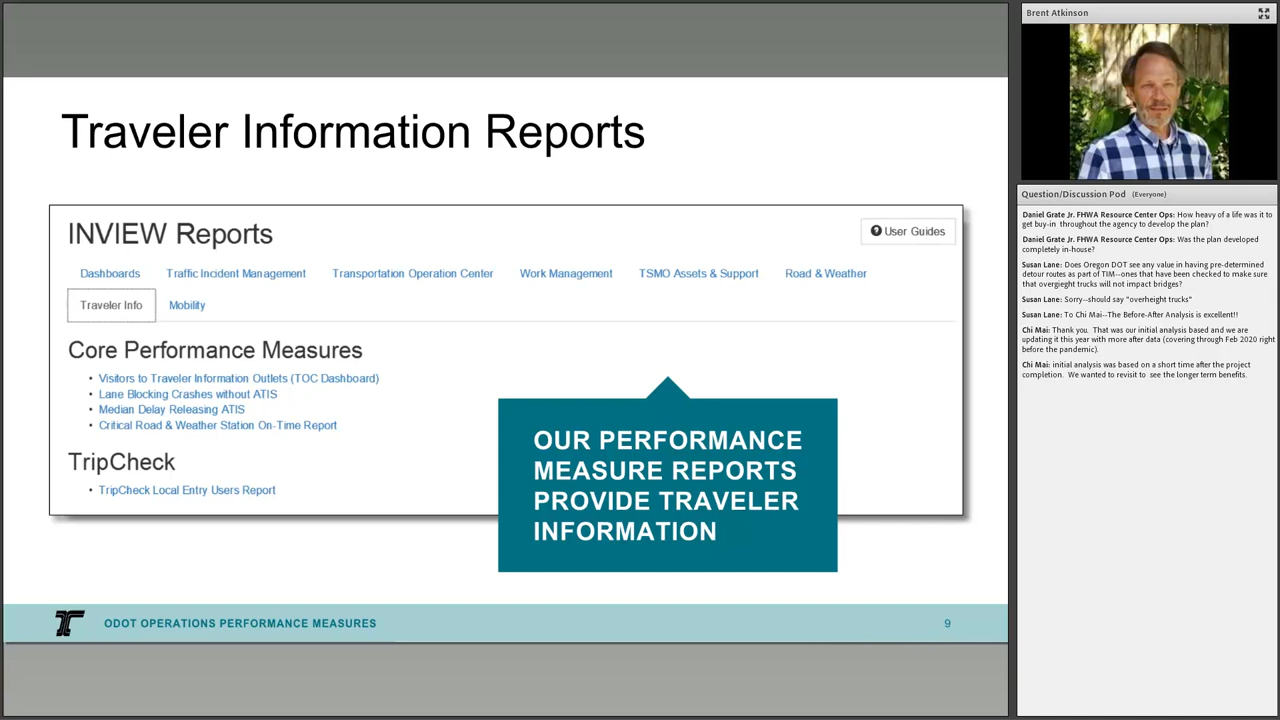 Traveler Information Reports
INVIEW Reports
User Guides
Dashboards Traffic Incident Management Transportation Operation Center Work Management TSMO Assets & Support Road & Weather
Traveler Info Mobility
Core Performance Measures
• Visitors to Traveler Information Outlets (TOC Dashboard)
• Lane Blocking Crashes without ATIS
• Median Delay Releasing ATIS
• Critical Road & Weather Station On-Time Report
TripCheck
• TripCheck Local Entry Users Report
OUR PERFORMANCE
MEASURE REPORTS
PROVIDE TRAVELER
INFORMATION
ODOT OPERATIONS PERFORMANCE MEASURES
9
Brent Atkinson
Question/Discussion Pod (Everyone)
Daniel Grate Jr. FHWA Resource Center Ops: How heavy of a life was it to
get buy-in throughout the agency to develop the plan?
Daniel Grate Jr. FHWA Resource Center Ops: Was the plan developed
completely in-house?
Susan Lane: Does Oregon DOT see any value in having pre-determined
detour routes as part of TIM--ones that have been checked to make sure
that overgieght trucks will not impact bridges?
Susan Lane: Sorry--should say "overheight trucks"
Susan Lane: To Chi Mai--The Before-After Analysis is excellent!!
Chi Mai: Thank you. That was our initial analysis based and we are
updating it this year with more after data (covering through Feb 2020 right
before the pandemic).
Chi Mai: initial analysis was based on a short time after the project
completion. We wanted to revisit to see the longer term benefits.